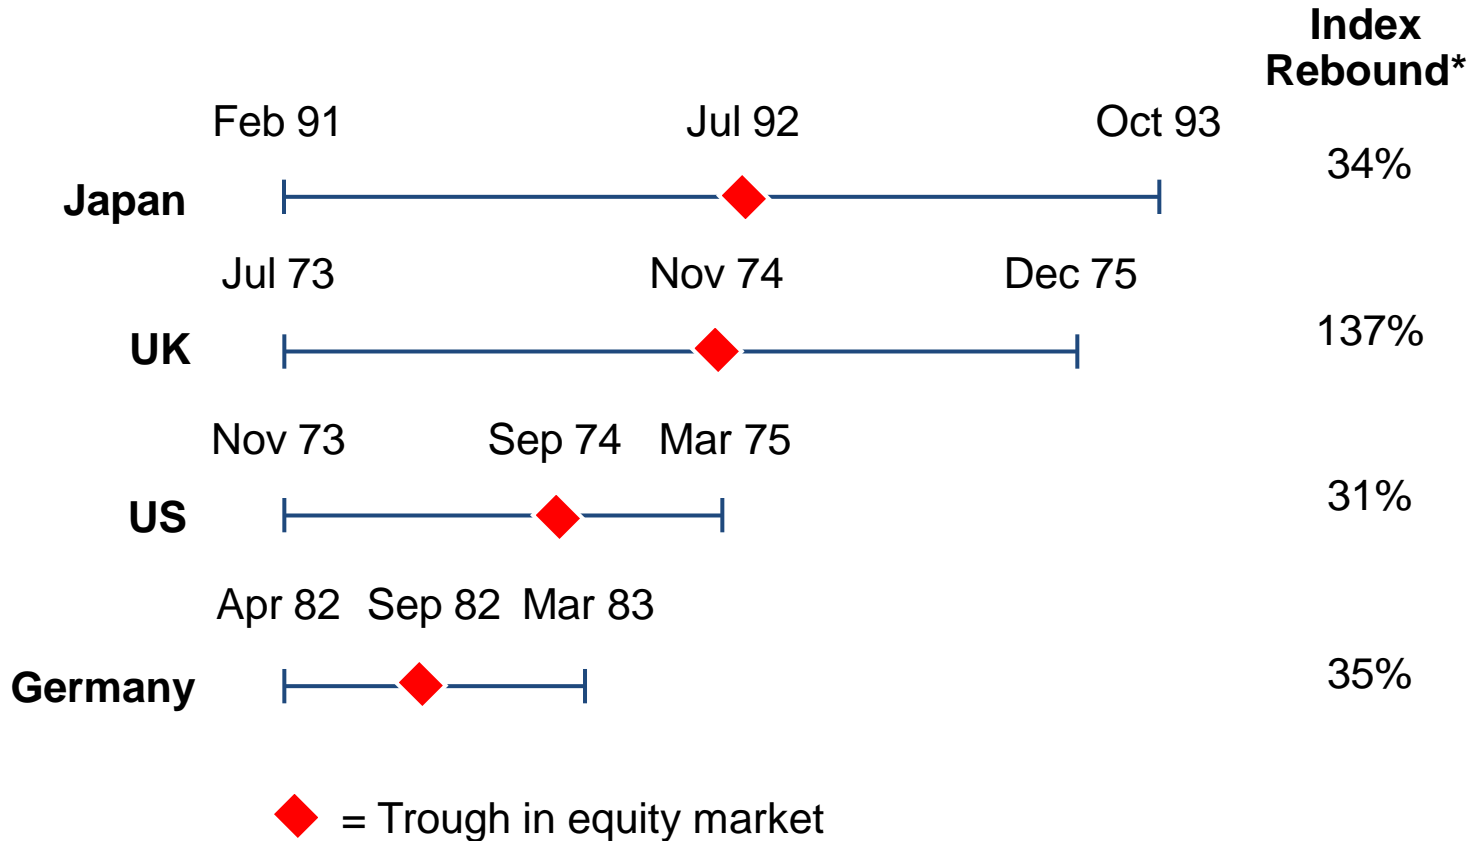 Index
Rebound*
Feb 91 Jul 92 Oct 93
34%
Japan
Jul 73 Nov 74 Dec 75
137%
UK
Nov 73 Sep 74 Mar 75
31%
US
Apr 82 Sep 82 Mar 83
35%
Germany
= Trough in equity market